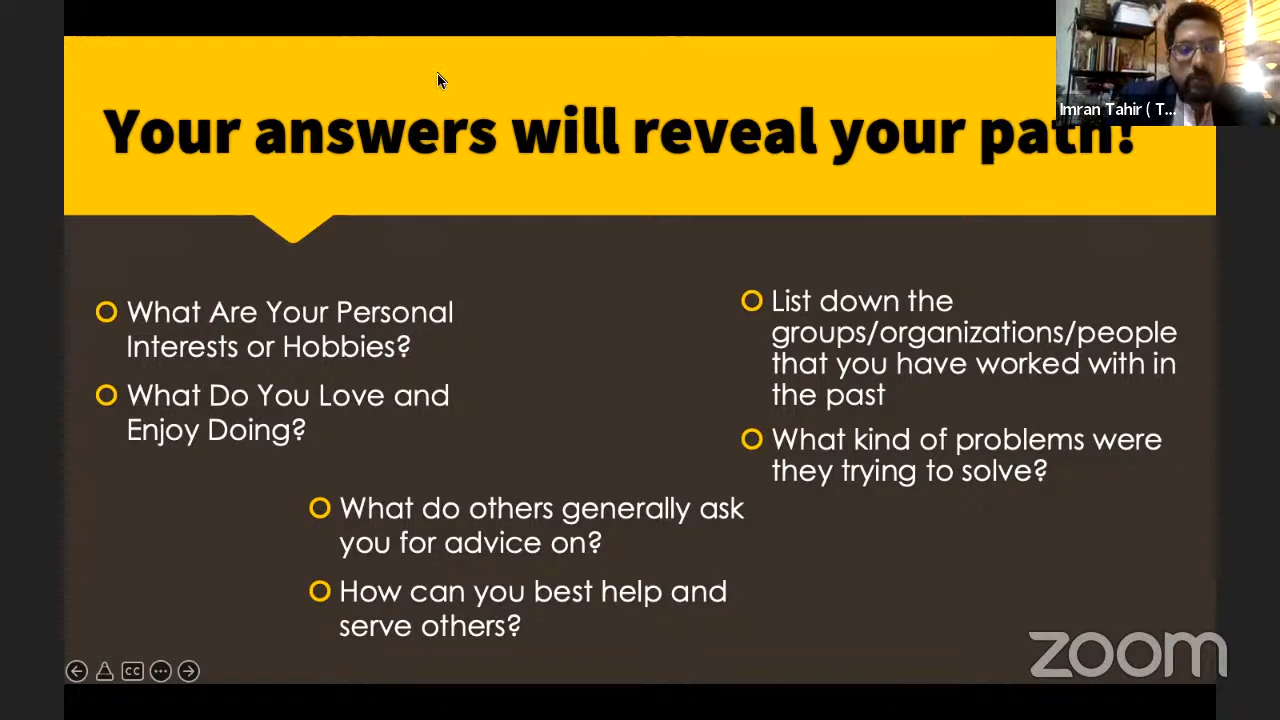 Imran Tahir ( T...
Your answers will reveal your path!
What Are Your Personal
Interests or Hobbies?
What Do You Love and
Enjoy Doing?
List down the
groups/organizations/people
that you have worked with in
the past
What kind of problems were
they trying to solve?
What do others generally ask
you for advice on?
How can you best help and
serve others?
CC
zoom